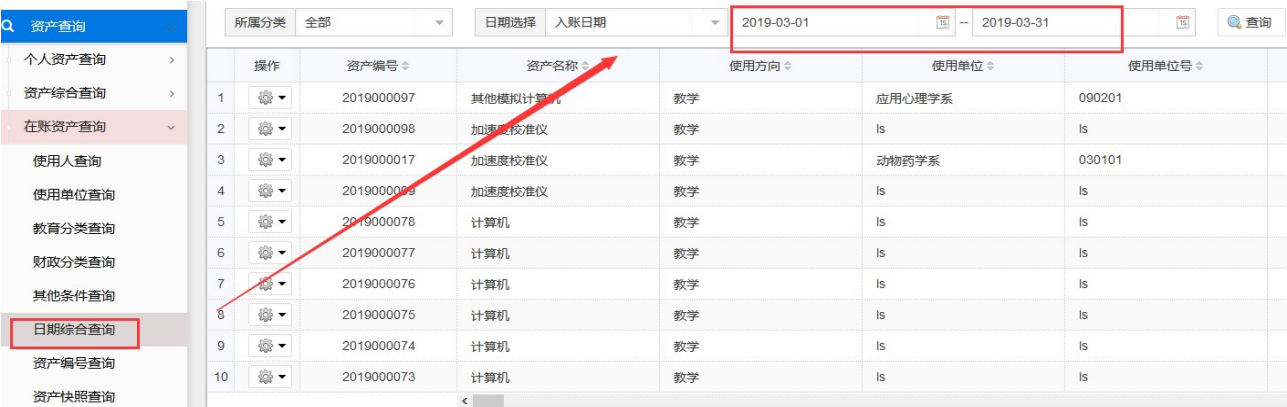 资产查询
个人资产查询
资产综合查询
在账资产查询
使用人查询
使用单位查询
教育分类查询
财政分类查询
其他条件查询
日期综合查询
资产编号查询
资产快照查询
所属分类 全部 日期选择 入账日期 2019-03-01 -- 2019-03-31 查询
操作 资产编号 资产名称 使用方向 使用单位 使用单位号
1 2019000097 其他模拟计算机 教学 应用心理学系 090201
2 2019000098 加速度校准仪 教学 ls ls
3 2019000017 加速度校准仪 教学 动物药学系 030101
4 2019000099 加速度校准仪 教学 ls ls
5 2019000078 计算机 教学 ls ls
6 2019000077 计算机 教学 ls ls
7 2019000076 计算机 教学 ls ls
8 2019000075 计算机 教学 ls ls
9 2019000074 计算机 教学 ls ls
10 2019000073 计算机 教学 ls ls